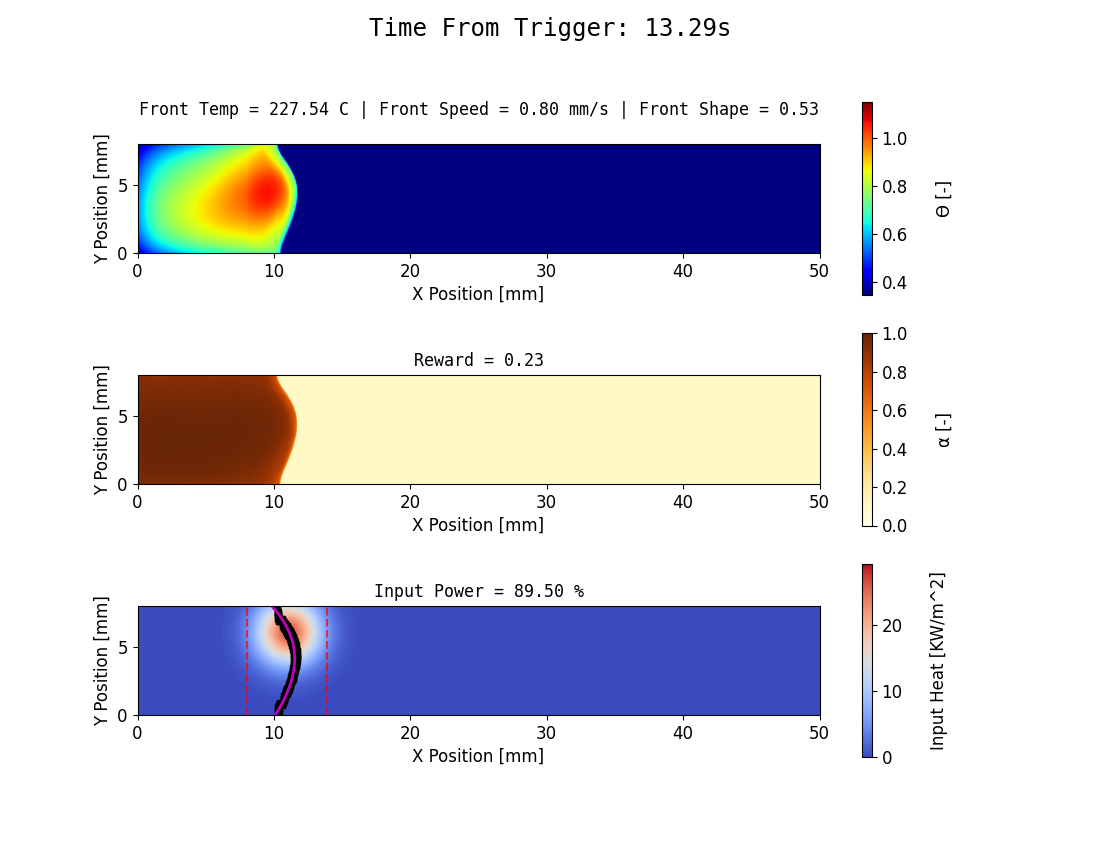 Time From Trigger: 13.29s
Front Temp = 227.54 C | Front Speed = 0.80 mm/s | Front Shape = 0.53
Y Position [mm]
5
0
0 10 20 30 40 50
X Position [mm]
1.0
0.8
0.6
0.4
Θ [-]
Reward = 0.23
Y Position [mm]
5
0
0 10 20 30 40 50
X Position [mm]
1.0
0.8
0.6
0.4
0.2
0.0
α [-]
Input Power = 89.50 %
Y Position [mm]
5
0
0 10 20 30 40 50
X Position [mm]
20
10
0
Input Heat [KW/m^2]